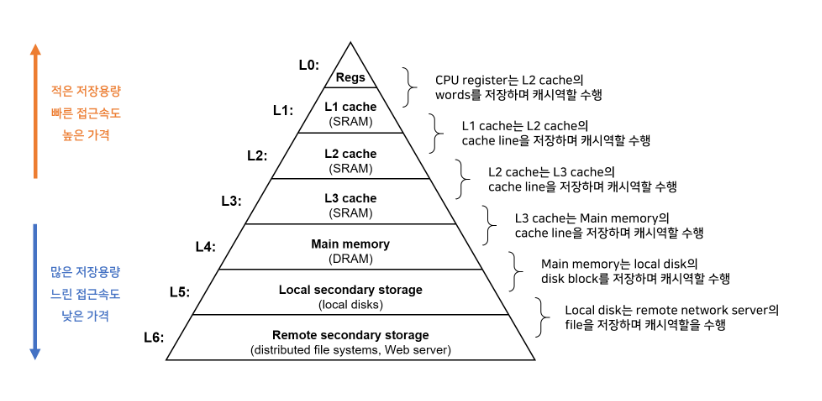 적은 저장용량
빠른 접근속도
높은 가격
많은 저장용량
느린 접근속도
낮은 가격
L0:
Regs
L1:
L1 cache
(SRAM)
L2:
L2 cache
(SRAM)
L3:
L3 cache
(SRAM)
L4:
Main memory
(DRAM)
L5:
Local secondary storage
(local disks)
L6:
Remote secondary storage
(distributed file systems, Web server)
CPU register는 L2 cache의
words를 저장하며 캐시역할 수행
L1 cache는 L2 cache의
cache line을 저장하며 캐시역할 수행
L2 cache는 L3 cache의
cache line을 저장하며 캐시역할 수행
L3 cache는 Main memory의
cache line을 저장하며 캐시역할 수행
Main memory는 local disk의
disk block를 저장하며 캐시역할 수행
Local disk는 remote network server의
file을 저장하며 캐시역할을 수행